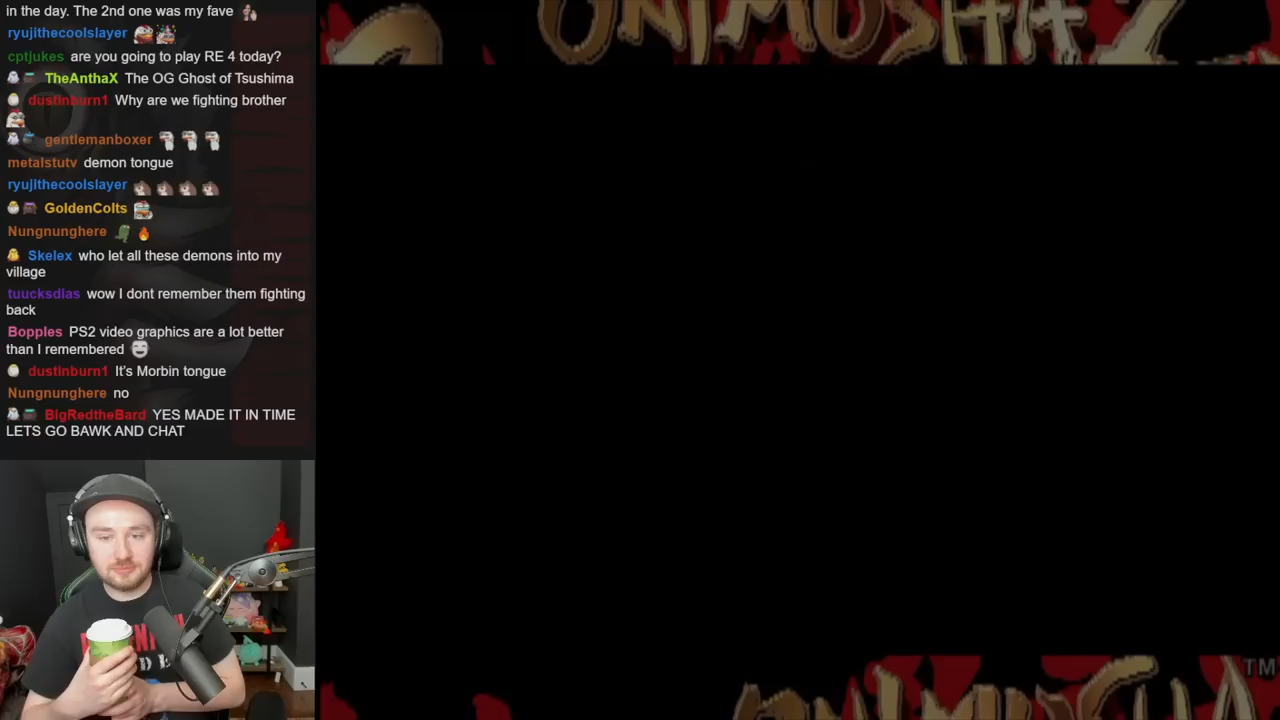 in the day. The 2nd one was my fave
ryujithecoolslayer
cptjukes are you going to play RE 4 today?
TheAnthaX The OG Ghost of Tsushima
dustinburn1 Why are we fighting brother
gentlemanboxer
metalstutv demon tongue
ryujithecoolslayer
GoldenColts
Nungnunghere
Skelex who let all these demons into my
village
tuucksdlas wow I dont remember them fighting
back
Bopples PS2 video graphics are a lot better
than I remembered
dustinburn1 It's Morbin tongue
Nungnunghere no
BigRedtheBard YES MADE IT IN TIME
LETS GO BAWK AND CHAT
ONIMUSHA 2
ONIMUSHA
TM